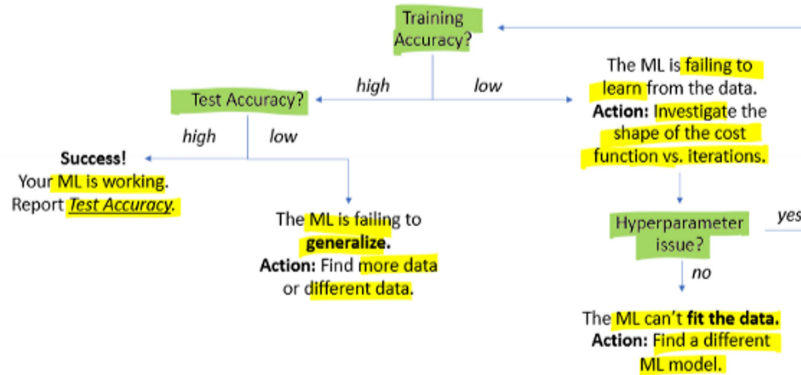 Training
Accuracy?
high
low
Test Accuracy?
high
low
Success!
Your ML is working.
Report Test Accuracy.
The ML is failing to
generalize.
Action: Find more data
or different data.
The ML is failing to
learn from the data.
Action: Investigate the
shape of the cost
function vs. iterations.
Hyperparameter
issue?
yes
no
The ML can't fit the data.
Action: Find a different
ML model.